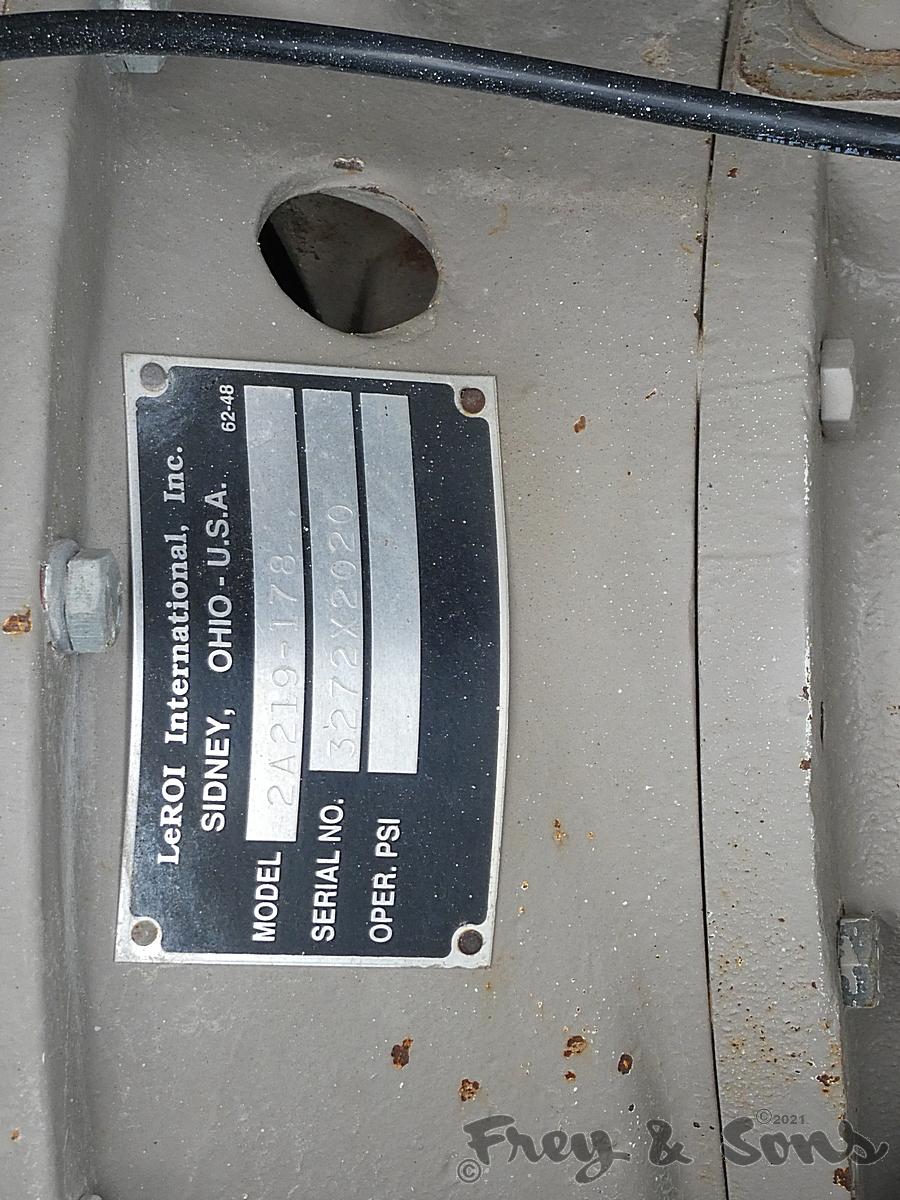 LeROI International, Inc.
SIDNEY, OHIO - U.S.A. 62-48
MODEL 2A219-178
SERIAL NO. 3272X2020
OPER. PSI
©2021
© Frey & Sons